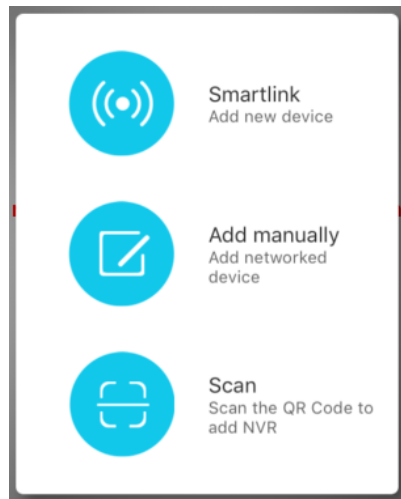 Smartlink
Add new device
Add manually
Add networked
device
Scan
Scan the QR Code to
add NVR